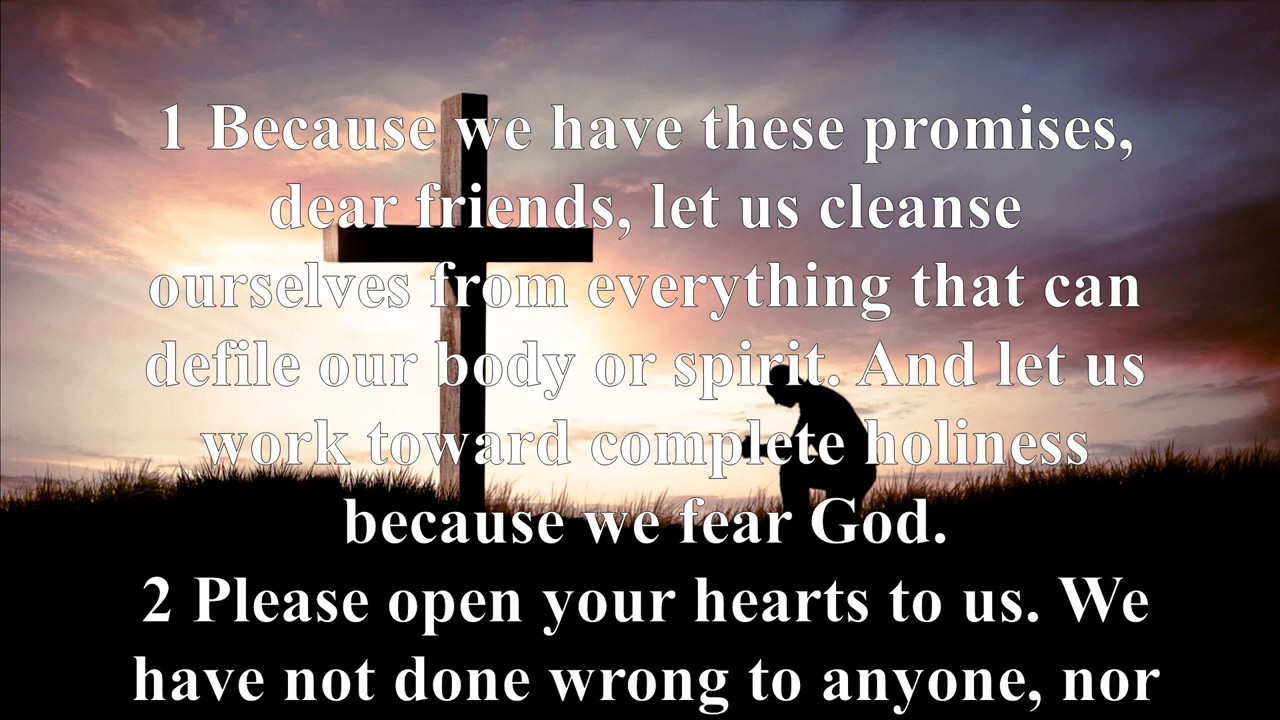 1 Because we have these promises,
dear friends, let us cleanse
ourselves from everything that can
defile our body or spirit. And let us
work toward complete holiness
because we fear God.
2 Please open your hearts to us. We
have not done wrong to anyone, nor